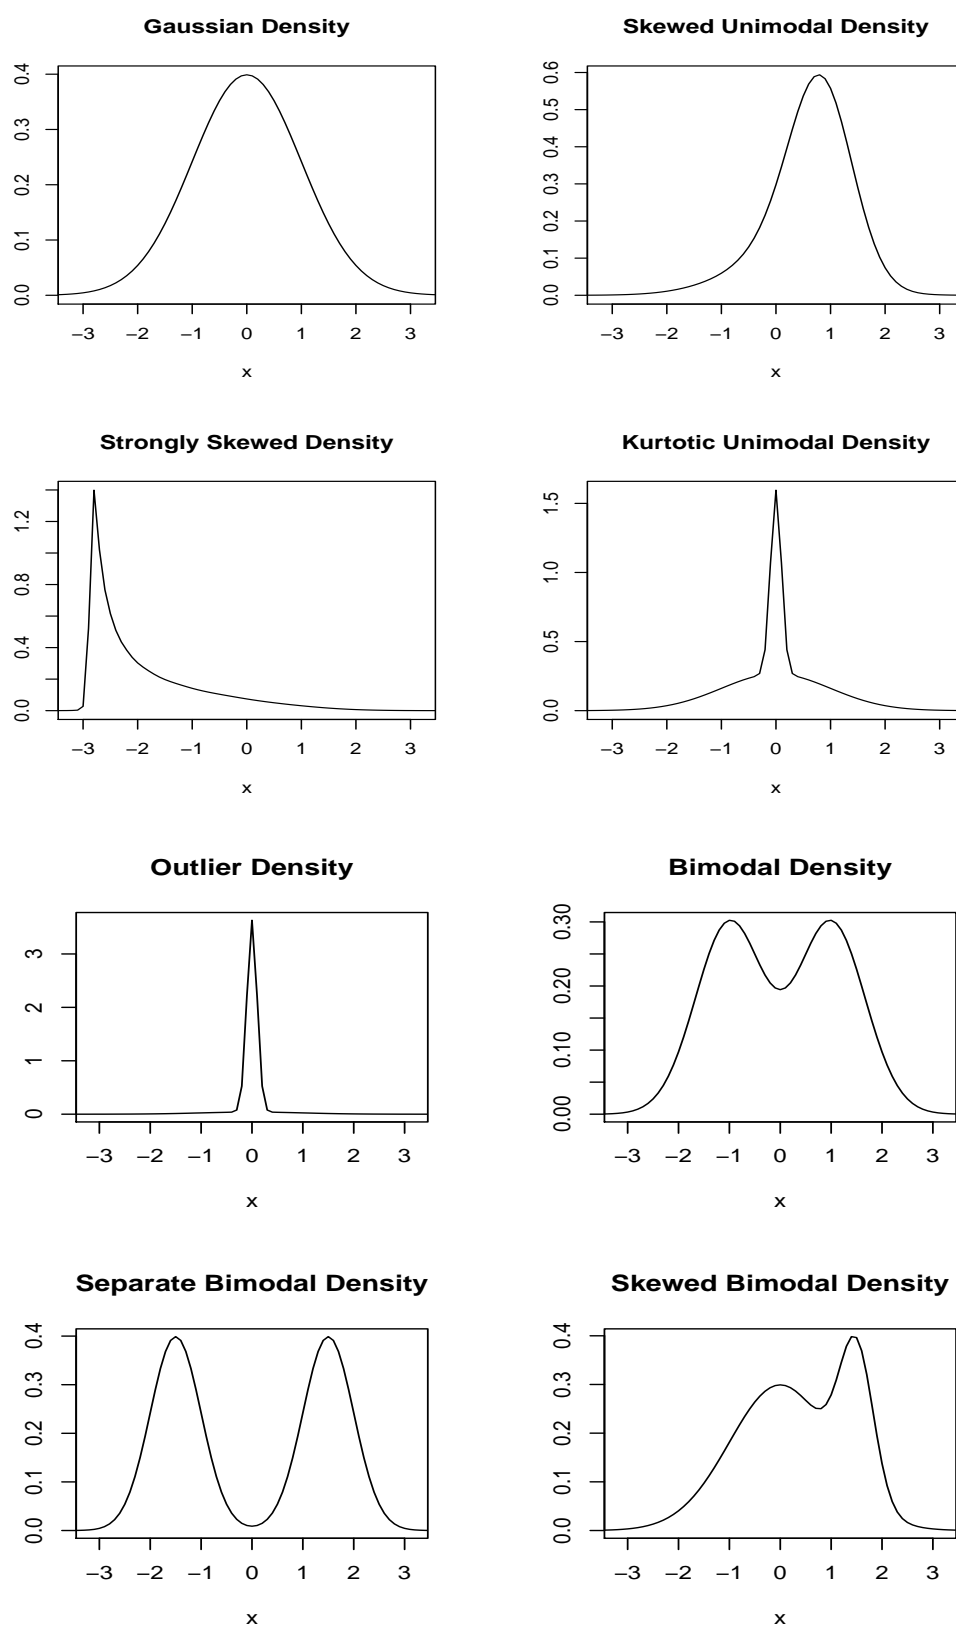 Gaussian Density
0.0 0.1 0.2 0.3 0.4
−3 −2 −1 0 1 2 3
x
Skewed Unimodal Density
0.0 0.1 0.2 0.3 0.4 0.5 0.6
−3 −2 −1 0 1 2 3
x
Strongly Skewed Density
0.0 0.4 0.8 1.2
−3 −2 −1 0 1 2 3
x
Kurtotic Unimodal Density
0.0 0.5 1.0 1.5
−3 −2 −1 0 1 2 3
x
Outlier Density
0 1 2 3
−3 −2 −1 0 1 2 3
x
Bimodal Density
0.00 0.10 0.20 0.30
−3 −2 −1 0 1 2 3
x
Separate Bimodal Density
0.0 0.1 0.2 0.3 0.4
−3 −2 −1 0 1 2 3
x
Skewed Bimodal Density
0.0 0.1 0.2 0.3 0.4
−3 −2 −1 0 1 2 3
x